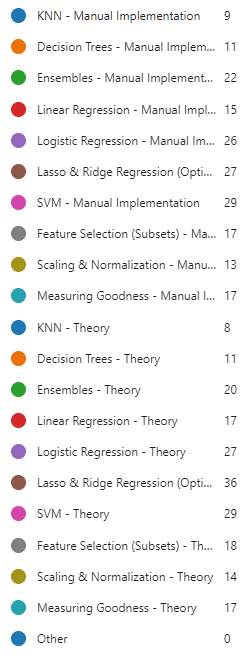 KNN - Manual Implementation 9
Decision Trees - Manual Implem... 11
Ensembles - Manual Implement... 22
Linear Regression - Manual Impl... 15
Logistic Regression - Manual Im... 26
Lasso & Ridge Regression (Opti... 27
SVM - Manual Implementation 29
Feature Selection (Subsets) - Ma... 17
Scaling & Normalization - Manu... 13
Measuring Goodness - Manual I... 17
KNN - Theory 8
Decision Trees - Theory 11
Ensembles - Theory 20
Linear Regression - Theory 17
Logistic Regression - Theory 27
Lasso & Ridge Regression (Opti... 36
SVM - Theory 29
Feature Selection (Subsets) - Th... 18
Scaling & Normalization - Theory 14
Measuring Goodness - Theory 17
Other 0